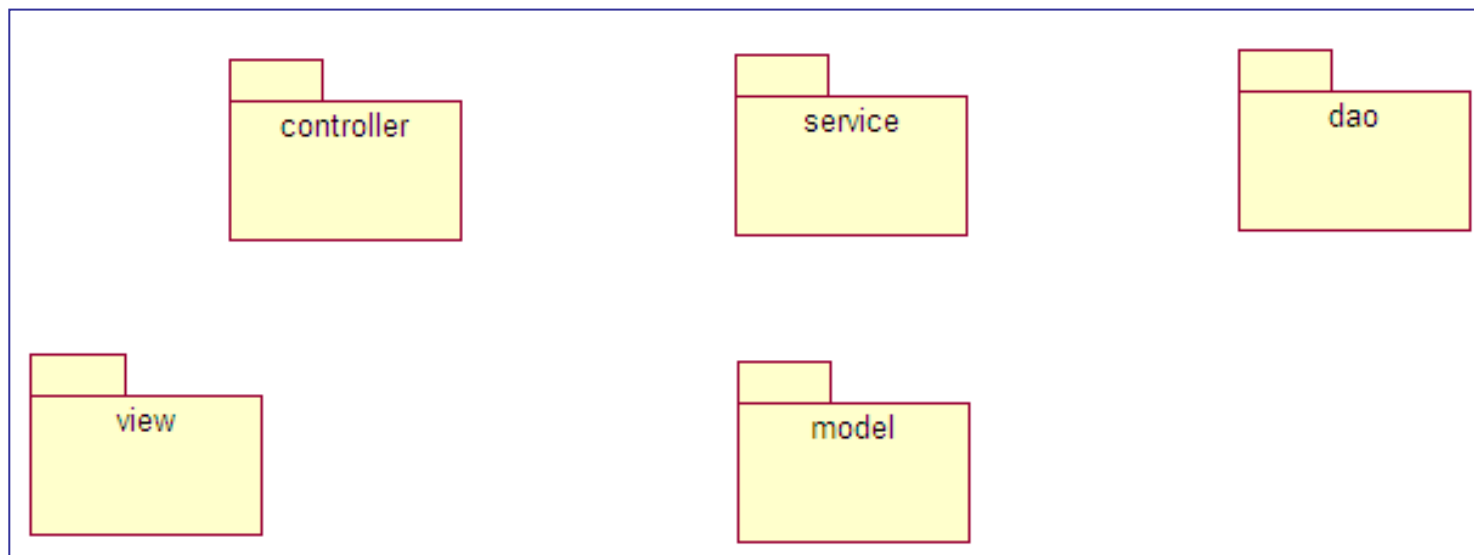 controller
service
dao
view
model